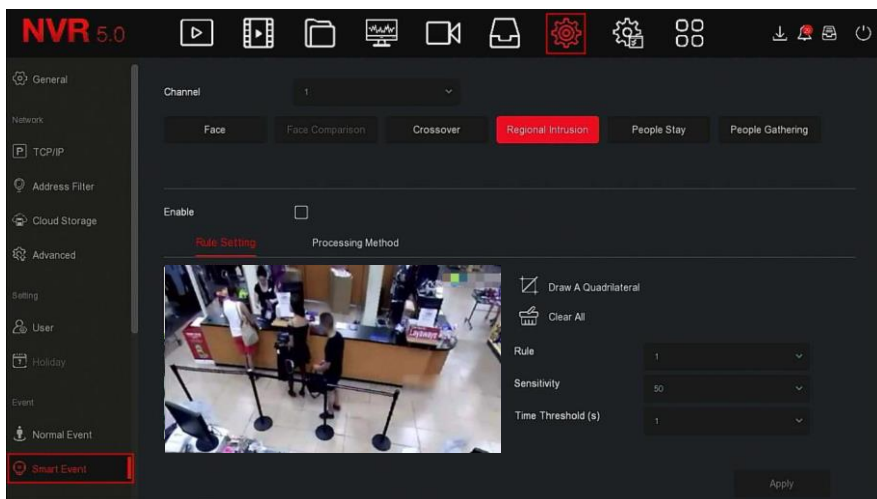 NVR 5.0
General
Network
TCP/IP
Address Filter
Cloud Storage
Advanced
Setting
User
Holiday
Event
Normal Event
Smart Event
Channel 1
Face Face Comparison Crossover Regional Intrusion People Stay People Gathering
Enable
Rule Setting Processing Method
Layaways
Draw A Quadrilateral
Clear All
Rule 1
Sensitivity 50
Time Threshold (s) 1
Apply